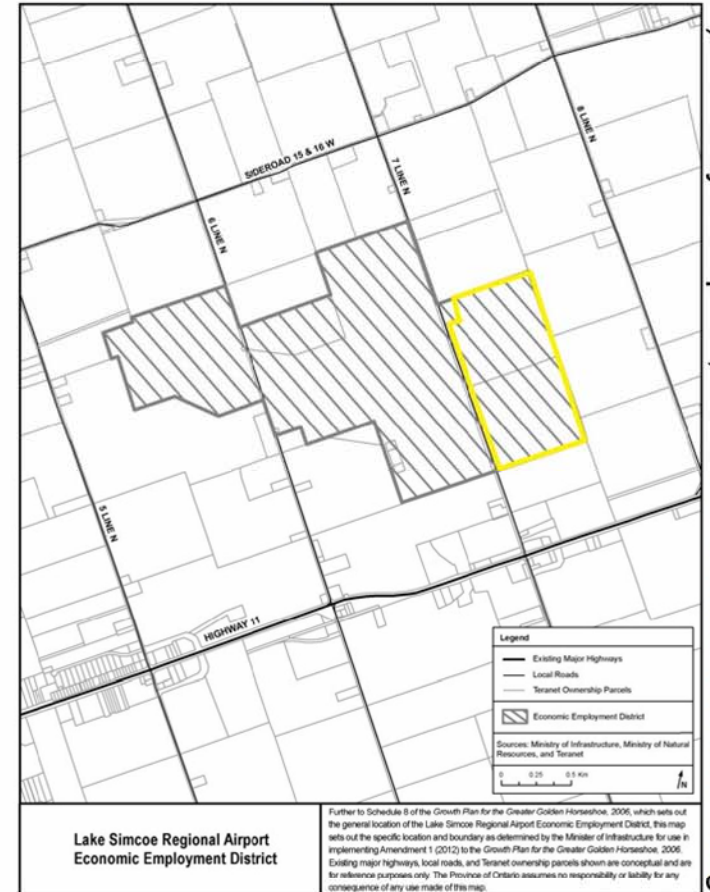 SIDEROAD 15 & 16 W
8 LINE N
7 LINE N
6 LINE N
5 LINE N
HIGHWAY 11
Legend
Existing Major Highways
Local Roads
Teranet Ownership Parcels
Economic Employment District
Sources: Ministry of Infrastructure, Ministry of Natural
Resources, and Teranet
0 0.25 0.5 Km
N
Lake Simcoe Regional Airport
Economic Employment District
Further to Schedule 8 of the Growth Plan for the Greater Golden Horseshoe, 2006, which sets out
the general location of the Lake Simcoe Regional Airport Economic Employment District, this map
sets out the specific location and boundary as determined by the Minister of Infrastructure for use in
implementing Amendment 1 (2012) to the Growth Plan for the Greater Golden Horseshoe, 2006.
Existing major highways, local roads, and Teranet ownership parcels shown are conceptual and are
for reference purposes only. The Province of Ontario assumes no responsibility or liability for any
consequence of any use made of this map.